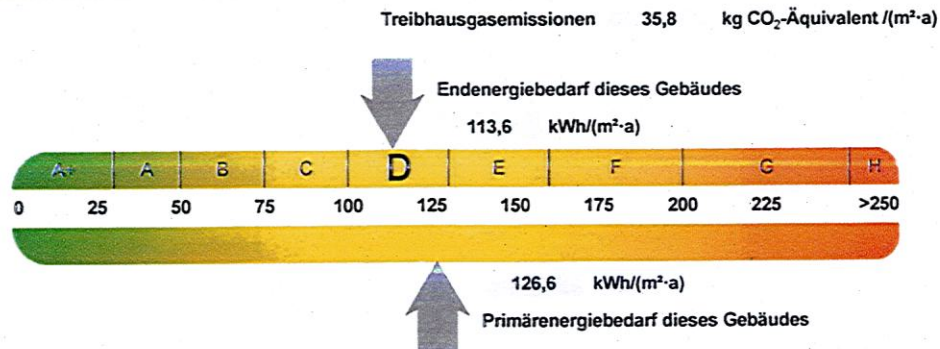 Treibhausgasemissionen 35,8 kg CO₂-Äquivalent /(m²·a)
Endenergiebedarf dieses Gebäudes
113,6 kWh/(m²·a)
A+ A B C D E F G H
0 25 50 75 100 125 150 175 200 225 >250
126,6 kWh/(m²·a)
Primärenergiebedarf dieses Gebäudes